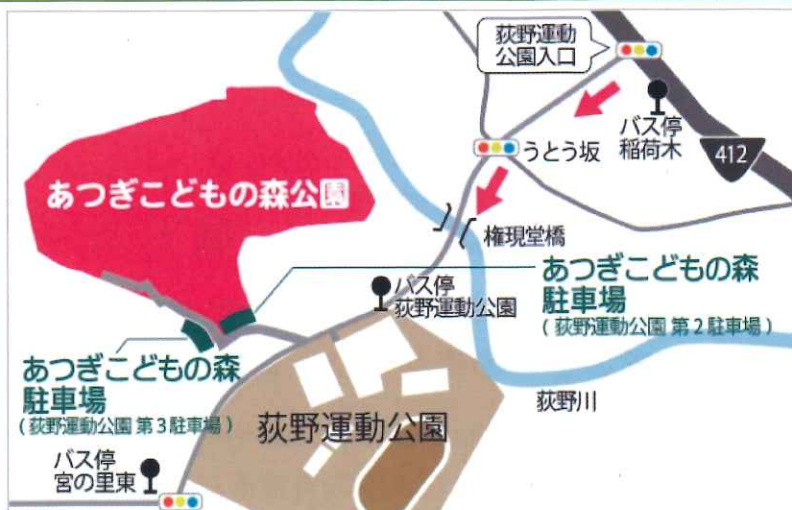 荻野運動
公園入口
バス停
稲荷木
412
うとう坂
あつぎこどもの森公園
権現堂橋
バス停
荻野運動公園
あつぎこどもの森
駐車場
(荻野運動公園 第2駐車場)
あつぎこどもの森
駐車場
(荻野運動公園 第3駐車場)
荻野川
荻野運動公園
バス停
宮の里東